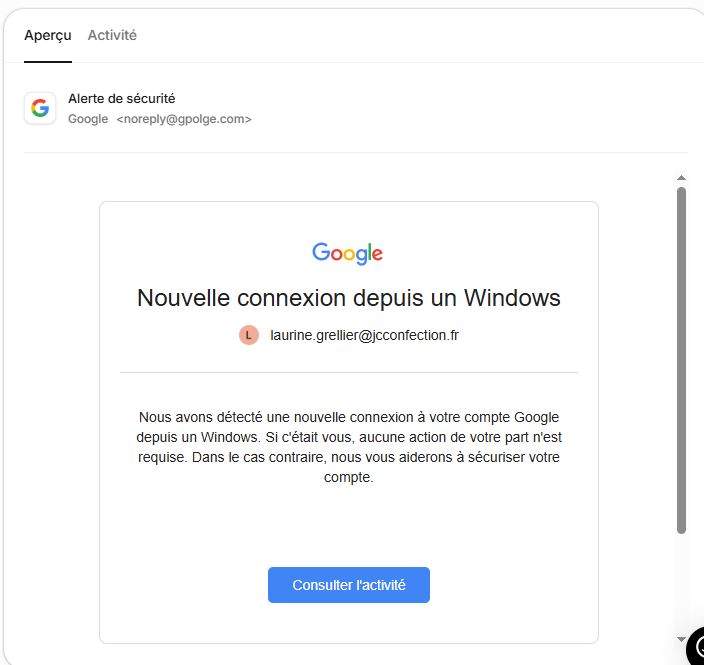 Aperçu Activité
Alerte de sécurité
Google <noreply@gpolge.com>
Google
Nouvelle connexion depuis un Windows
L laurine.grellier@jcconfection.fr
Nous avons détecté une nouvelle connexion à votre compte Google
depuis un Windows. Si c'était vous, aucune action de votre part n'est
requise. Dans le cas contraire, nous vous aiderons à sécuriser votre
compte.
Consulter l'activité